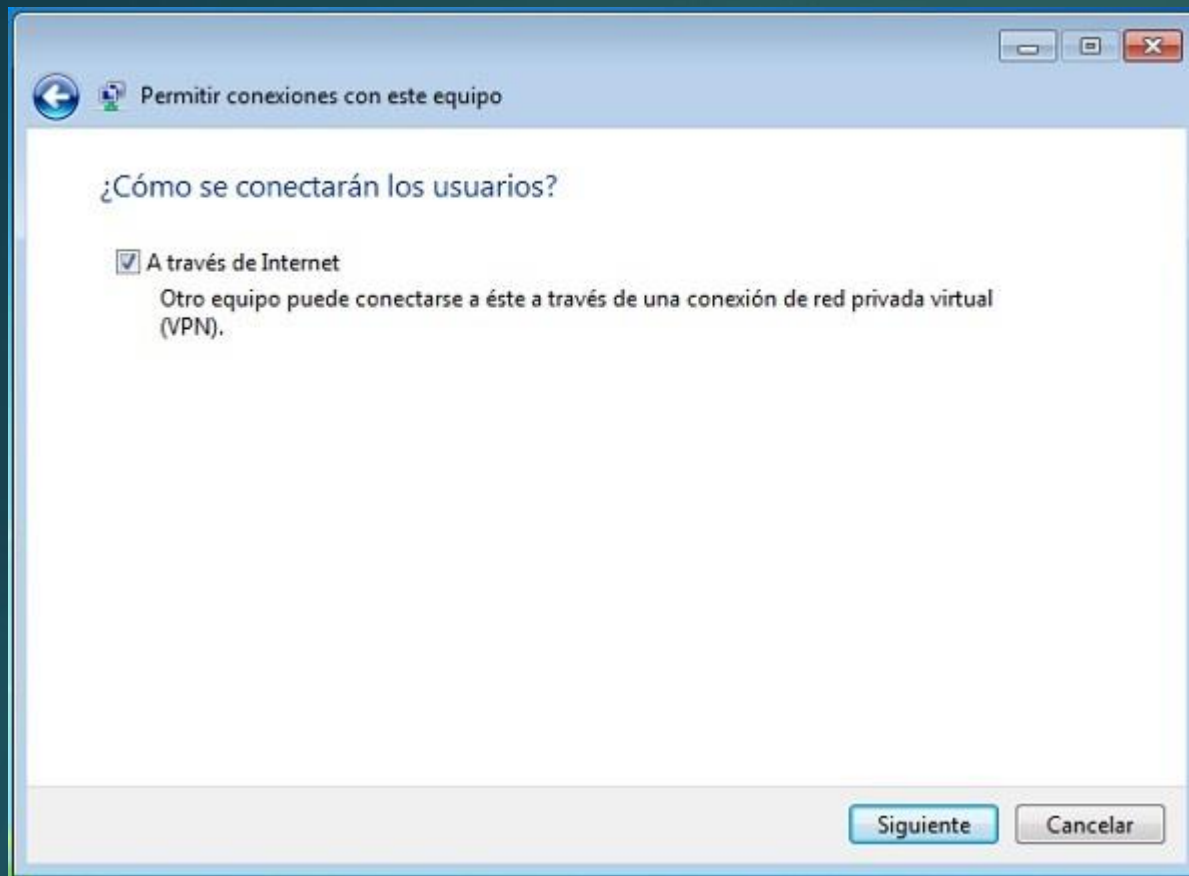 Permitir conexiones con este equipo
¿Cómo se conectarán los usuarios?
A través de Internet
Otro equipo puede conectarse a éste a través de una conexión de red privada virtual
(VPN).
Siguiente
Cancelar